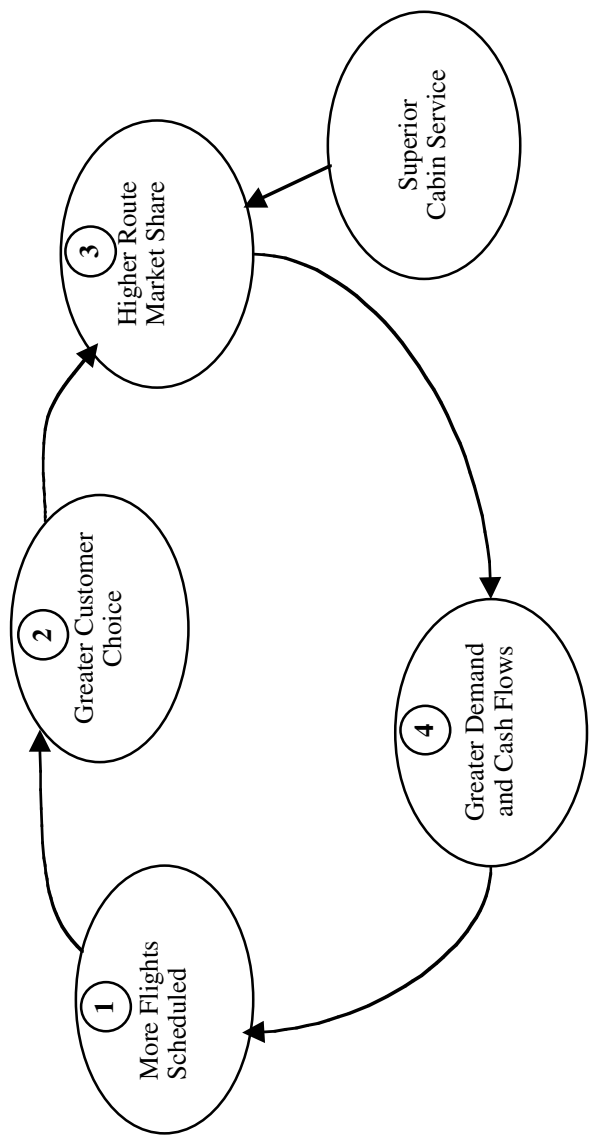 1
More Flights
Scheduled
2
Greater Customer
Choice
3
Higher Route
Market Share
4
Greater Demand
and Cash Flows
Superior
Cabin Service